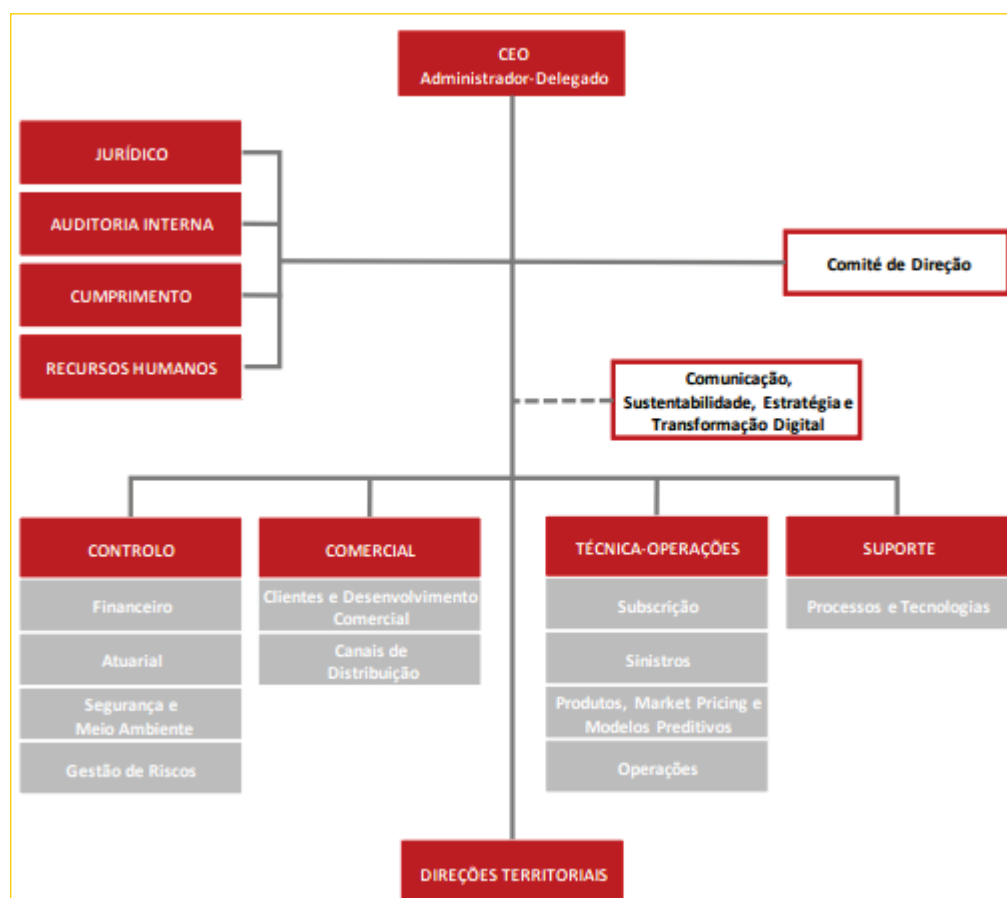 CEO
Administrador-Delegado
JURÍDICO
AUDITORIA INTERNA
CUMPRIMENTO
RECURSOS HUMANOS
Comité de Direção
Comunicação,
Sustentabilidade, Estratégia e
Transformação Digital
CONTROLO
Financeiro
Atuarial
Segurança e
Meio Ambiente
Gestão de Riscos
COMERCIAL
Clientes e Desenvolvimento
Comercial
Canais de
Distribuição
TÉCNICA-OPERAÇÕES
Subscrição
Sinistros
Produtos, Market Pricing e
Modelos Preditivos
Operações
SUPORTE
Processos e Tecnologias
DIREÇÕES TERRITORIAIS